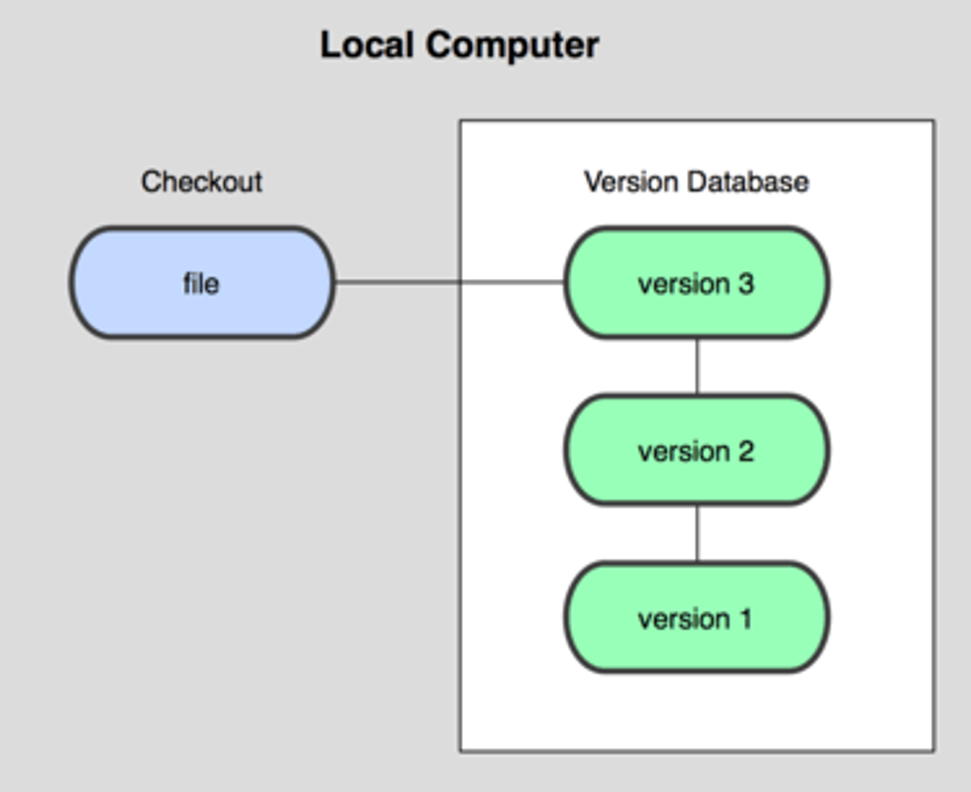 Local Computer
Checkout
Version Database
file
version 3
version 2
version 1